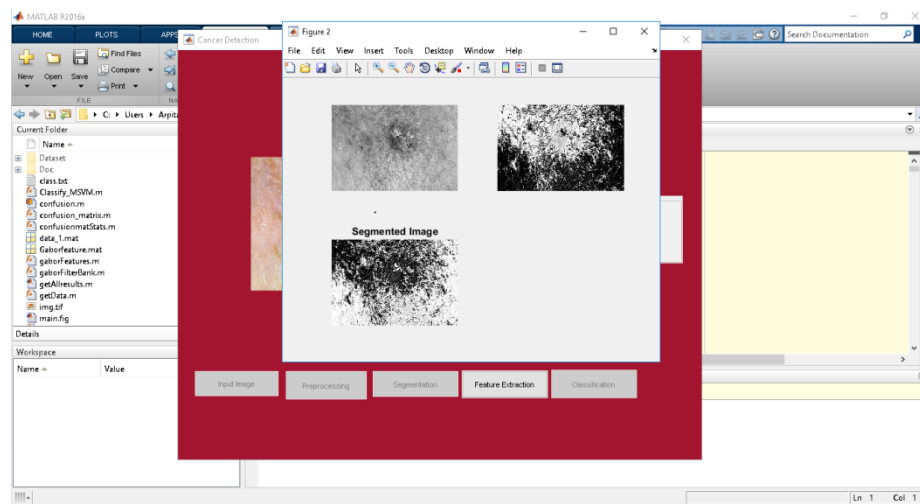 MATLAB R2016a
HOME PLOTS APPS
Search Documentation
New Open Save
Find Files
Compare
Print
FILE NA
C: Users Arpita
Current Folder
Name
Dataset
Doc
class.txt
Classify_MSVM.m
confusion.m
confusion_matrix.m
confusionmatStats.m
data_1.mat
Gaborfeature.mat
gaborFeatures.m
gaborFilterBank.m
getAllresults.m
getData.m
img.tif
main.fig
Details
Workspace
Name Value
Cancer Detection
Figure 2
File Edit View Insert Tools Desktop Window Help
Segmented Image
Input Image Preprocessing Segmentation Feature Extraction Classification
Ln 1 Col 1